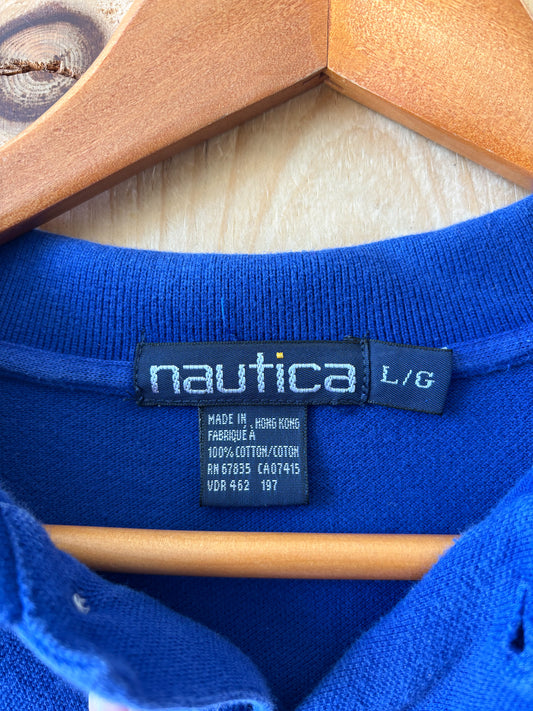 nautica
L/G
MADE IN HONG KONG
FABRIQUÉ À
100% COTTON/COTON
RN 67835 CA07415
VDR 462 197